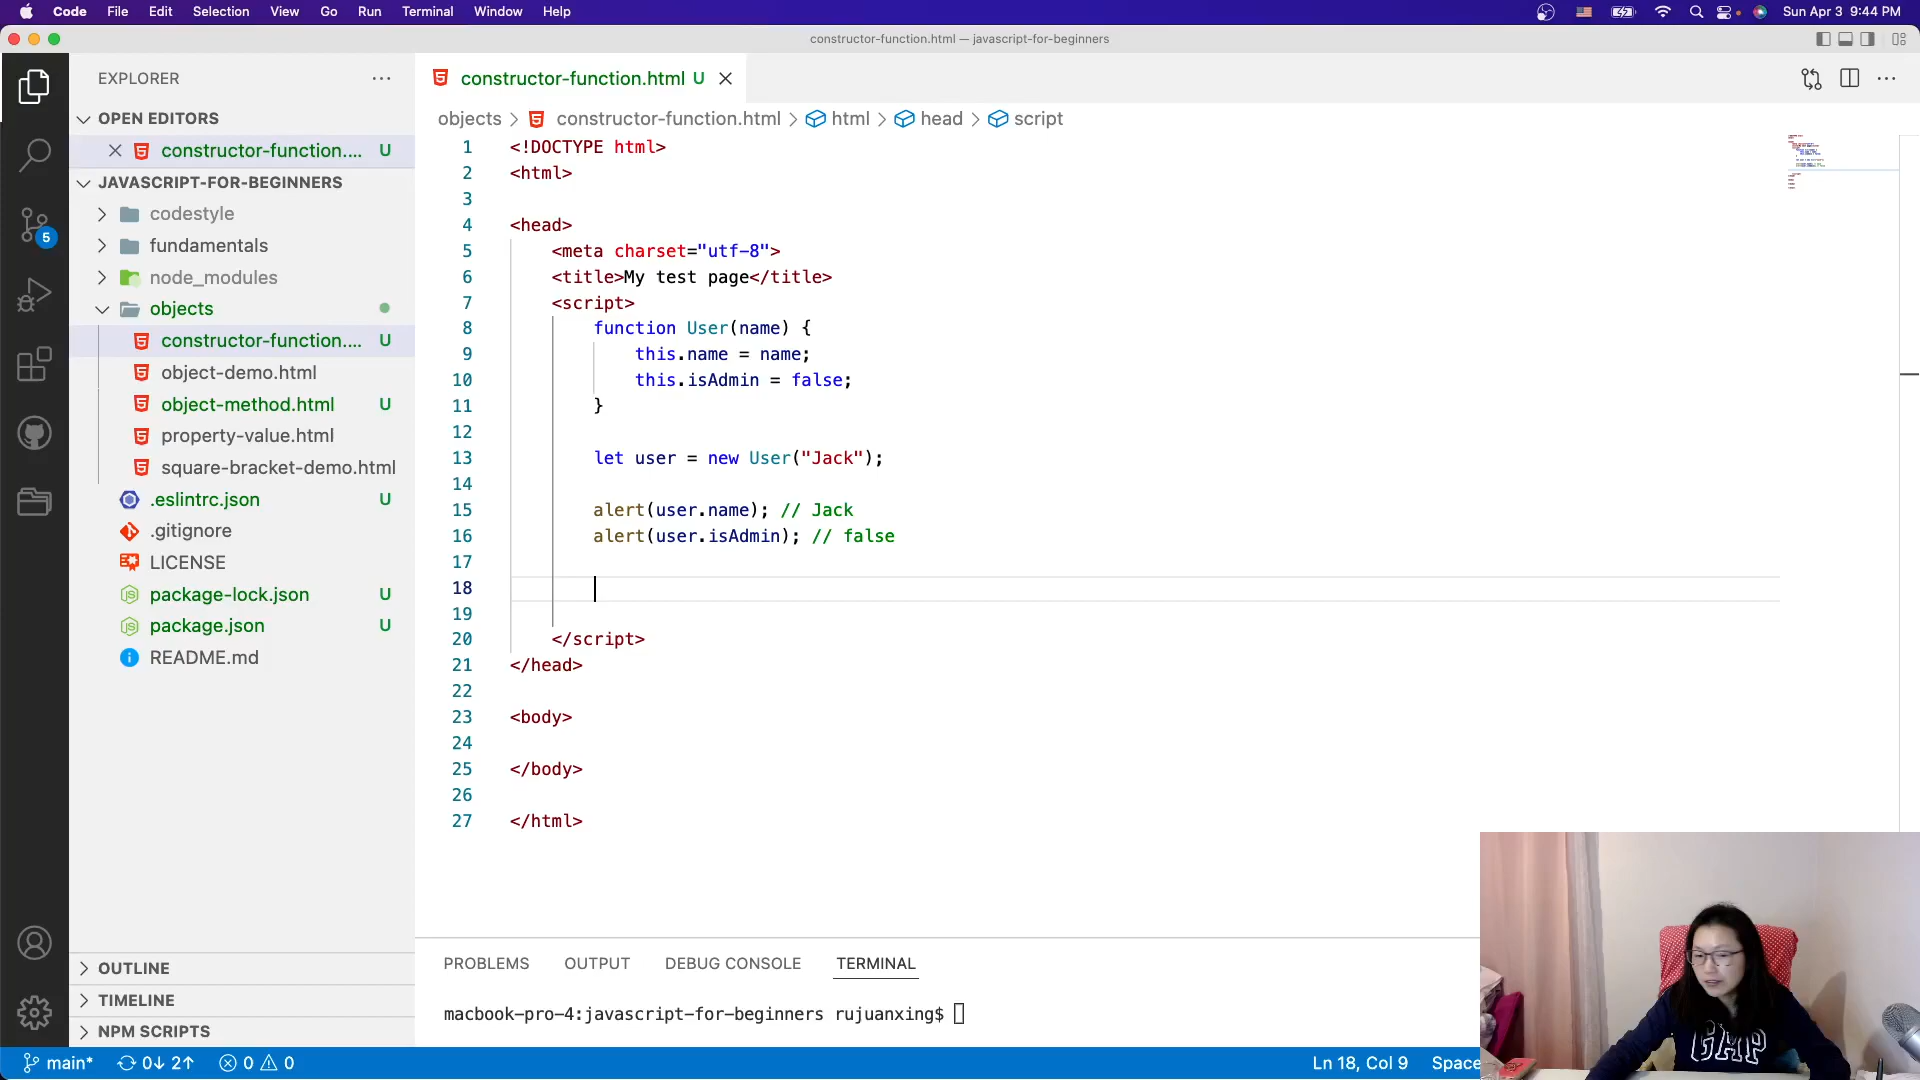 Code File Edit Selection View Go Run Terminal Window Help Sun Apr 3 9:44 PM
constructor-function.html — javascript-for-beginners
EXPLORER
constructor-function.html U
OPEN EDITORS
constructor-function.... U
JAVASCRIPT-FOR-BEGINNERS
codestyle
fundamentals
node_modules
objects
constructor-function.... U
object-demo.html
object-method.html U
property-value.html
square-bracket-demo.html
.eslintrc.json U
.gitignore
LICENSE
package-lock.json U
package.json U
README.md
5
OUTLINE
TIMELINE
NPM SCRIPTS
objects > constructor-function.html > html > head > script
1 <!DOCTYPE html>
2 <html>
3
4 <head>
5 <meta charset="utf-8">
6 <title>My test page</title>
7 <script>
8 function User(name) {
9 this.name = name;
10 this.isAdmin = false;
11 }
12
13 let user = new User("Jack");
14
15 alert(user.name); // Jack
16 alert(user.isAdmin); // false
17
18
19
20 </script>
21 </head>
22
23 <body>
24
25 </body>
26
27 </html>
PROBLEMS OUTPUT DEBUG CONSOLE TERMINAL
macbook-pro-4:javascript-for-beginners rujuanxing$
GAP
main* 0↓ 2↑ 0 0 Ln 18, Col 9 Space